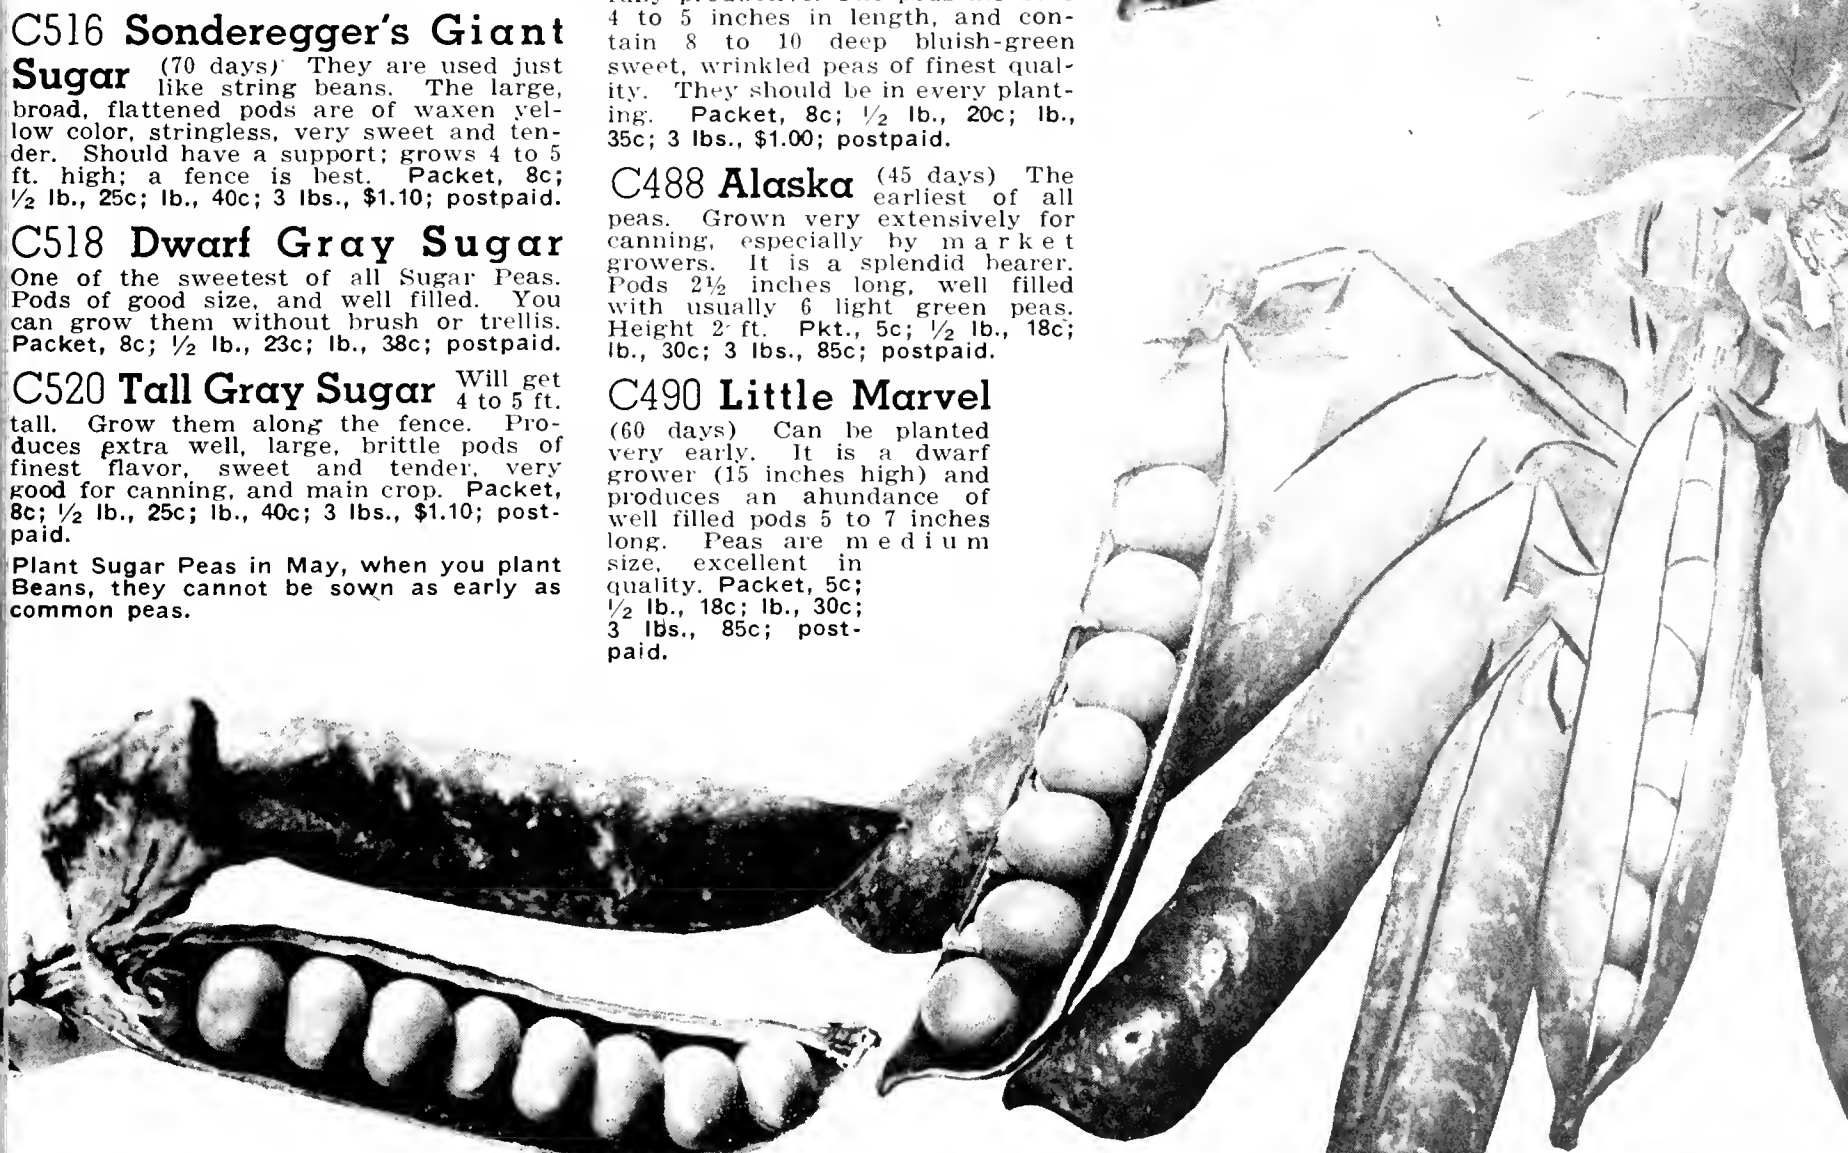 C516 Sonderegger's Giant
Sugar (70 days) They are used just
like string beans. The large,
broad, flattened pods are of waxen yel-
low color, stringless, very sweet and ten-
der. Should have a support; grows 4 to 5
ft. high; a fence is best. Packet, 8c;
½ lb., 25c; lb., 40c; 3 lbs., $1.10; postpaid.
C518 Dwarf Gray Sugar
One of the sweetest of all Sugar Peas.
Pods of good size, and well filled. You
can grow them without brush or trellis.
Packet, 8c; ½ lb., 23c; lb., 38c; postpaid.
C520 Tall Gray Sugar Will get
4 to 5 ft.
tall. Grow them along the fence. Pro-
duces extra well, large, brittle pods of
finest flavor, sweet and tender, very
good for canning, and main crop. Packet,
8c; ½ lb., 25c; lb., 40c; 3 lbs., $1.10; post-
paid.
Plant Sugar Peas in May, when you plant
Beans, they cannot be sown as early as
common peas.
4 to 5 inches in length, and con-
tain 8 to 10 deep bluish-green
sweet, wrinkled peas of finest qual-
ity. They should be in every plant-
ing. Packet, 8c; ½ lb., 20c; lb.,
35c; 3 lbs., $1.00; postpaid.
C488 Alaska (45 days) The
earliest of all
peas. Grown very extensively for
canning, especially by market
growers. It is a splendid bearer.
Pods 2½ inches long, well filled
with usually 6 light green peas.
Height 2 ft. Pkt., 5c; ½ lb., 18c;
lb., 30c; 3 lbs., 85c; postpaid.
C490 Little Marvel
(60 days) Can be planted
very early. It is a dwarf
grower (15 inches high) and
produces an abundance of
well filled pods 5 to 7 inches
long. Peas are medium
size, excellent in
quality. Packet, 5c;
½ lb., 18c; lb., 30c;
3 lbs., 85c; post-
paid.